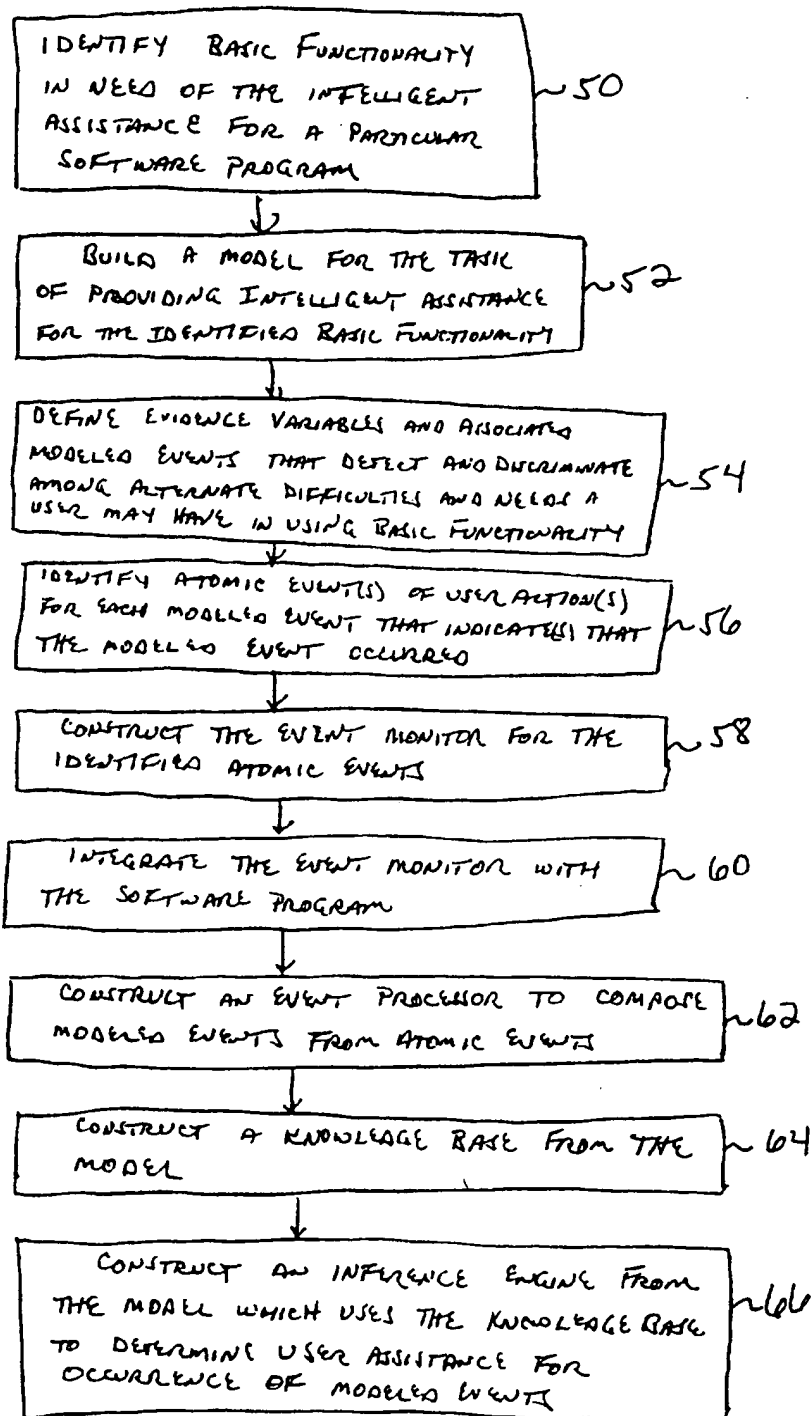 IDENTIFY BASIC FUNCTIONALITY
IN NEED OF THE INTELLIGENT
ASSISTANCE FOR A PARTICULAR
SOFTWARE PROGRAM
50
BUILD A MODEL FOR THE TASK
OF PROVIDING INTELLIGENT ASSISTANCE
FOR THE IDENTIFIED BASIC FUNCTIONALITY
52
DEFINE EVIDENCE VARIABLES AND ASSOCIATED
MODELED EVENTS THAT DETECT AND DISCRIMINATE
AMONG ALTERNATE DIFFICULTIES AND NEEDS A
USER MAY HAVE IN USING BASIC FUNCTIONALITY
54
IDENTIFY ATOMIC EVENT(S) OF USER ACTION(S)
FOR EACH MODELED EVENT THAT INDICATE(S) THAT
THE MODELED EVENT OCCURRED
56
CONSTRUCT THE EVENT MONITOR FOR THE
IDENTIFIED ATOMIC EVENTS
58
INTEGRATE THE EVENT MONITOR WITH
THE SOFTWARE PROGRAM
60
CONSTRUCT AN EVENT PROCESSOR TO COMPOSE
MODELED EVENTS FROM ATOMIC EVENTS
62
CONSTRUCT A KNOWLEDGE BASE FROM THE
MODEL
64
CONSTRUCT AN INFERENCE ENGINE FROM
THE MODEL WHICH USES THE KNOWLEDGE BASE
TO DETERMINE USER ASSISTANCE FOR
OCCURRENCE OF MODELED EVENTS
66